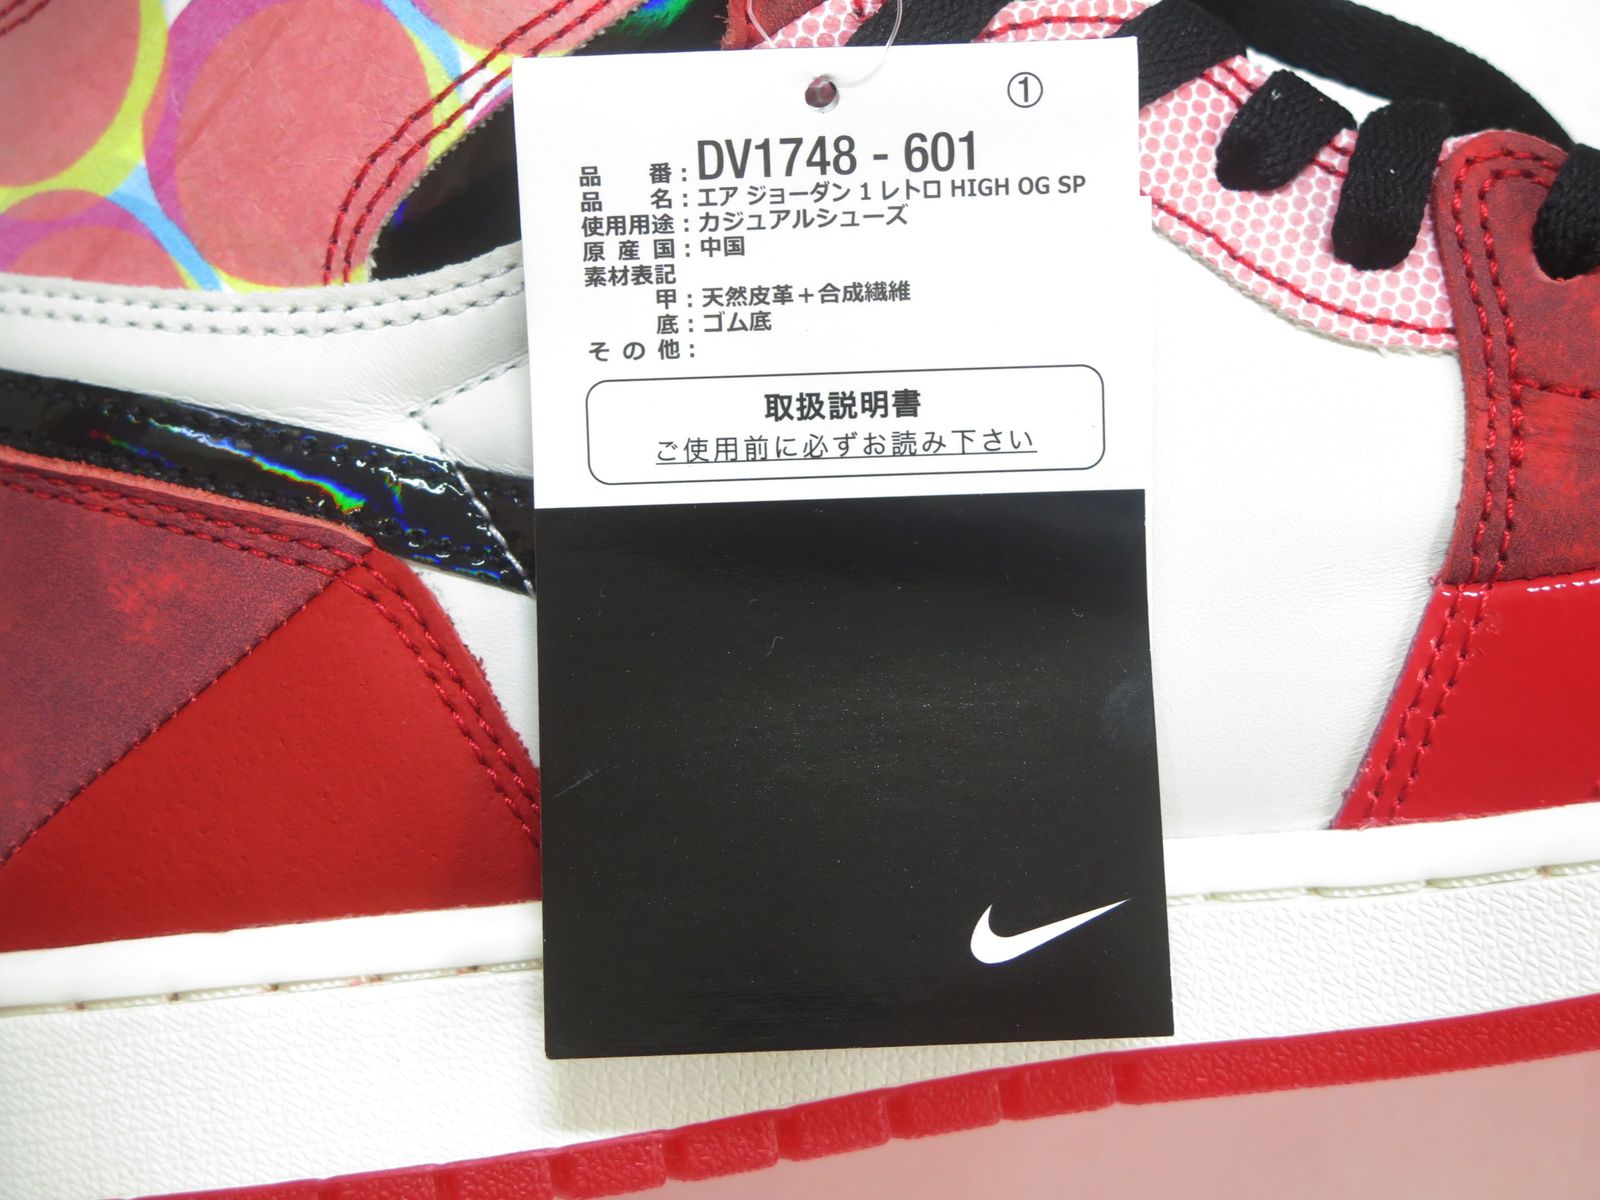 ①
品 番：DV1748 - 601
品 名：エア ジョーダン 1 レトロ HIGH OG SP
使用用途：カジュアルシューズ
原 産 国：中国
素材表記
甲：天然皮革＋合成繊維
底：ゴム底
そ の 他：
取扱説明書
ご使用前に必ずお読み下さい